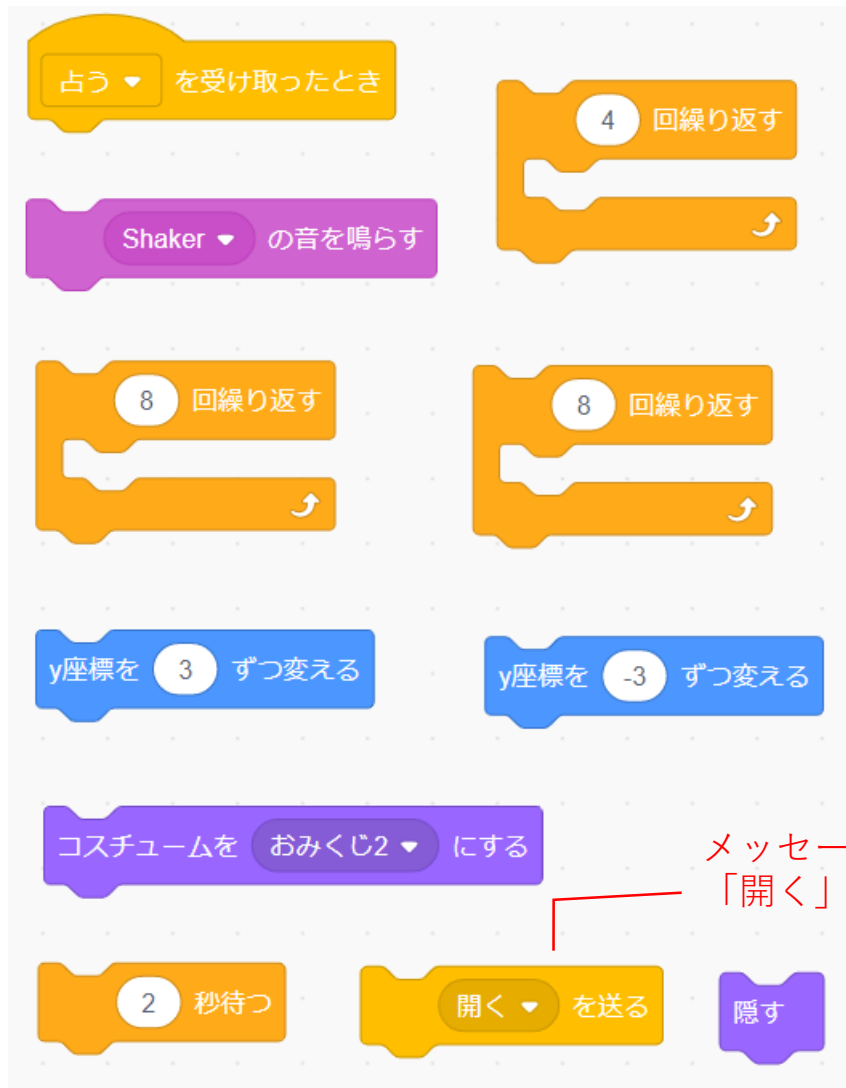 占う を受け取ったとき
4 回繰り返す
Shaker の音を鳴らす
8 回繰り返す
8 回繰り返す
y座標を 3 ずつ変える
y座標を -3 ずつ変える
コスチュームを おみくじ2 にする
メッセー
「開く」
2 秒待つ
開く を送る
隠す